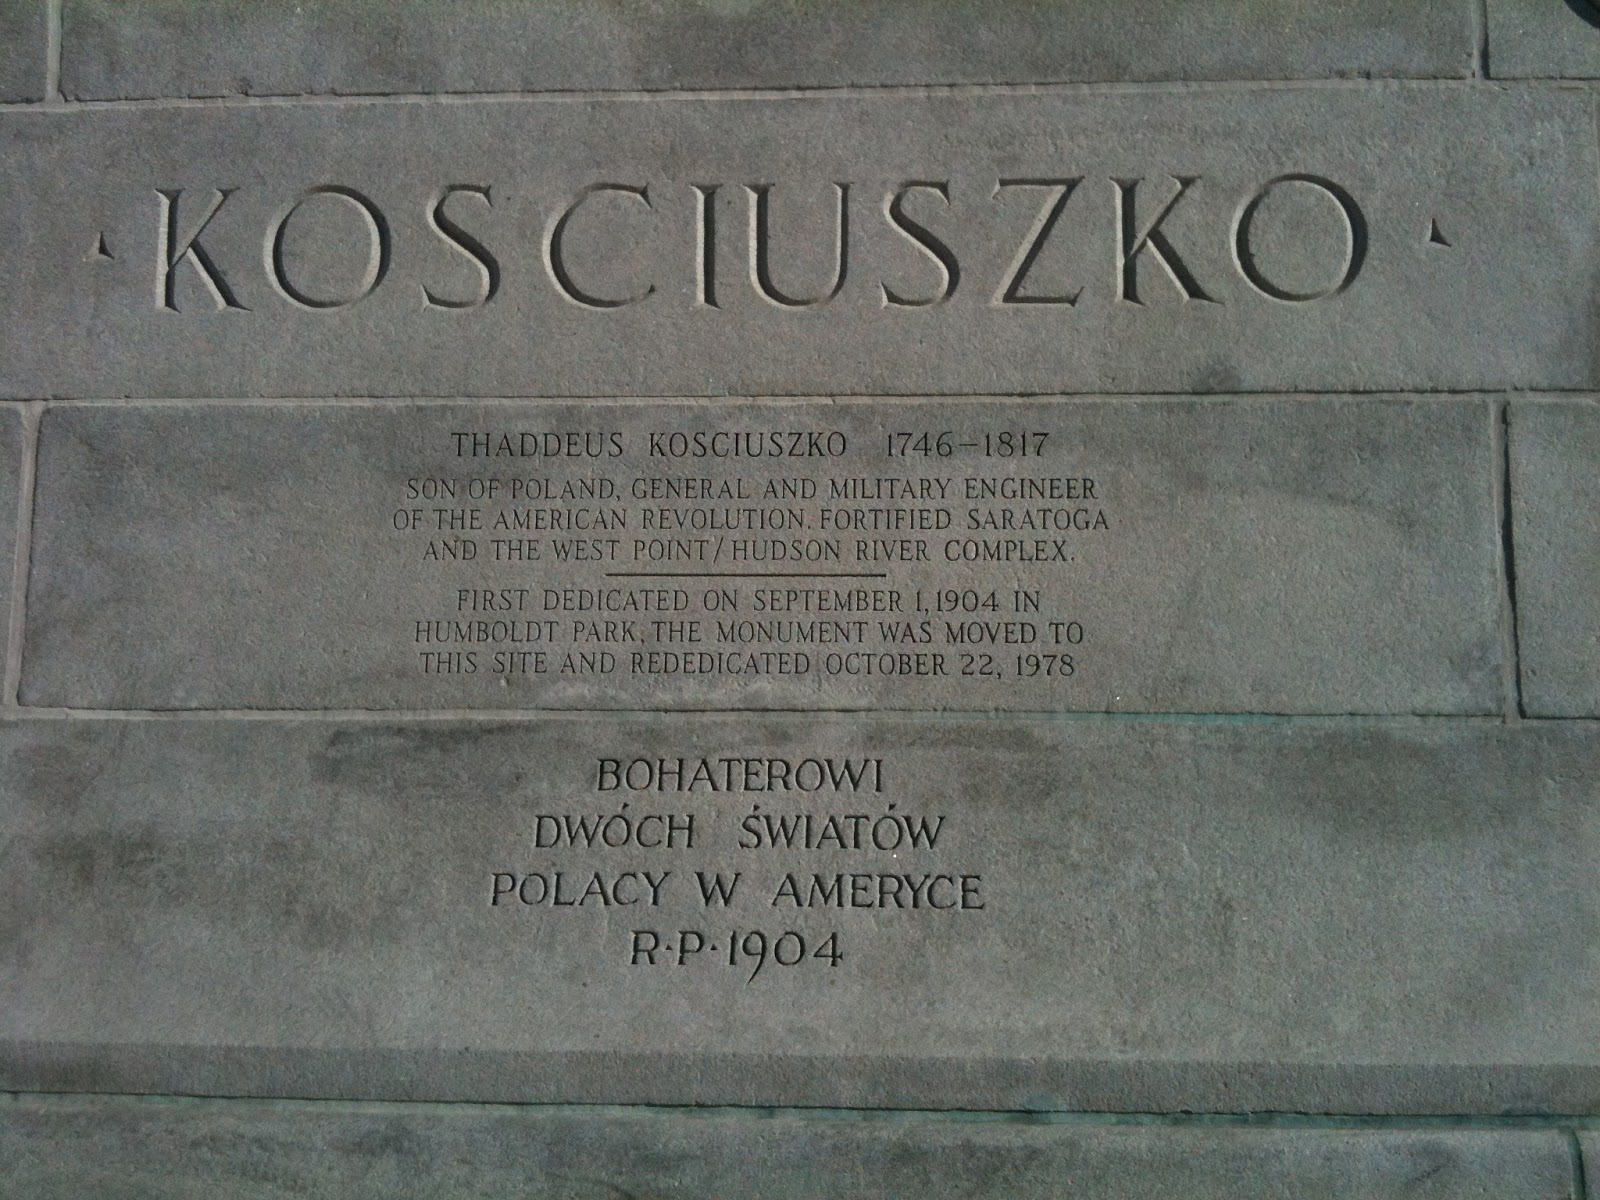 · KOSCIUSZKO ·
THADDEUS KOSCIUSZKO 1746–1817
SON OF POLAND, GENERAL AND MILITARY ENGINEER
OF THE AMERICAN REVOLUTION. FORTIFIED SARATOGA
AND THE WEST POINT/HUDSON RIVER COMPLEX.
FIRST DEDICATED ON SEPTEMBER 1, 1904 IN
HUMBOLDT PARK, THE MONUMENT WAS MOVED TO
THIS SITE AND REDEDICATED OCTOBER 22, 1978
BOHATEROWI
DWÓCH ŚWIATÓW
POLACY W AMERYCE
R·P·1904